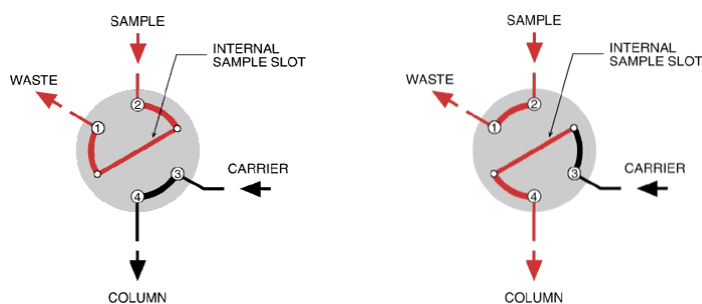 SAMPLE
INTERNAL
SAMPLE SLOT
WASTE
2
1
3
4
CARRIER
COLUMN
SAMPLE
INTERNAL
SAMPLE SLOT
WASTE
2
1
3
4
CARRIER
COLUMN